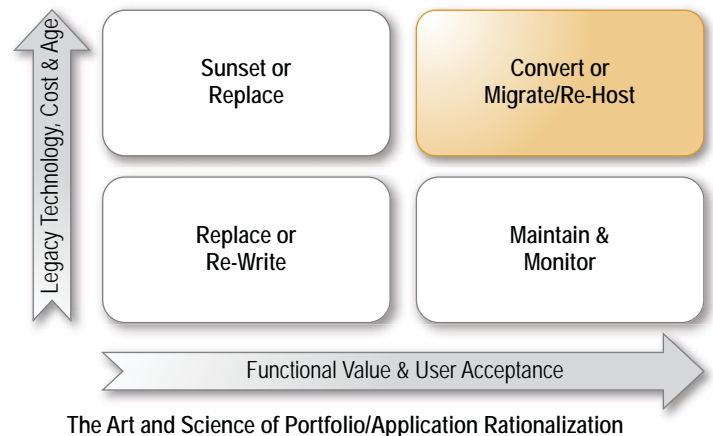 Legacy Technology, Cost & Age
Sunset or
Replace
Convert or
Migrate/Re-Host
Replace or
Re-Write
Maintain &
Monitor
Functional Value & User Acceptance
The Art and Science of Portfolio/Application Rationalization